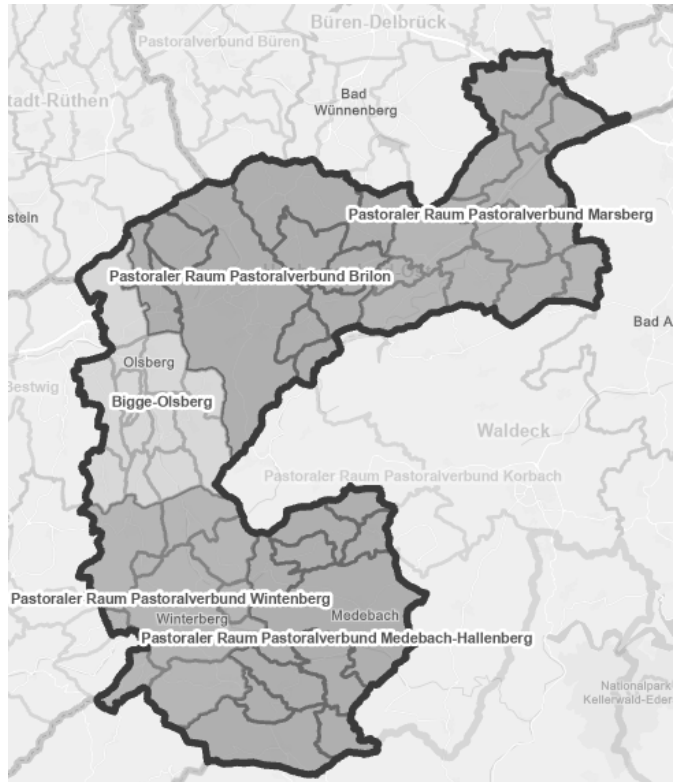 Büren-Delbrück
Pastoralverbund Büren
tadt-Rüthen
Bad
Wünnenberg
stein
Pastoraler Raum Pastoralverbund Marsberg
Pastoraler Raum Pastoralverbund Brilon
Bad A
Olsberg
Bestwig
Bigge-Olsberg
Waldeck
Pastoraler Raum Pastoralverbund Korbach
Pastoraler Raum Pastoralverbund Wintenberg
Winterberg
Medebach
Pastoraler Raum Pastoralverbund Medebach-Hallenberg
Nationalpark
Kellerwald-Eder